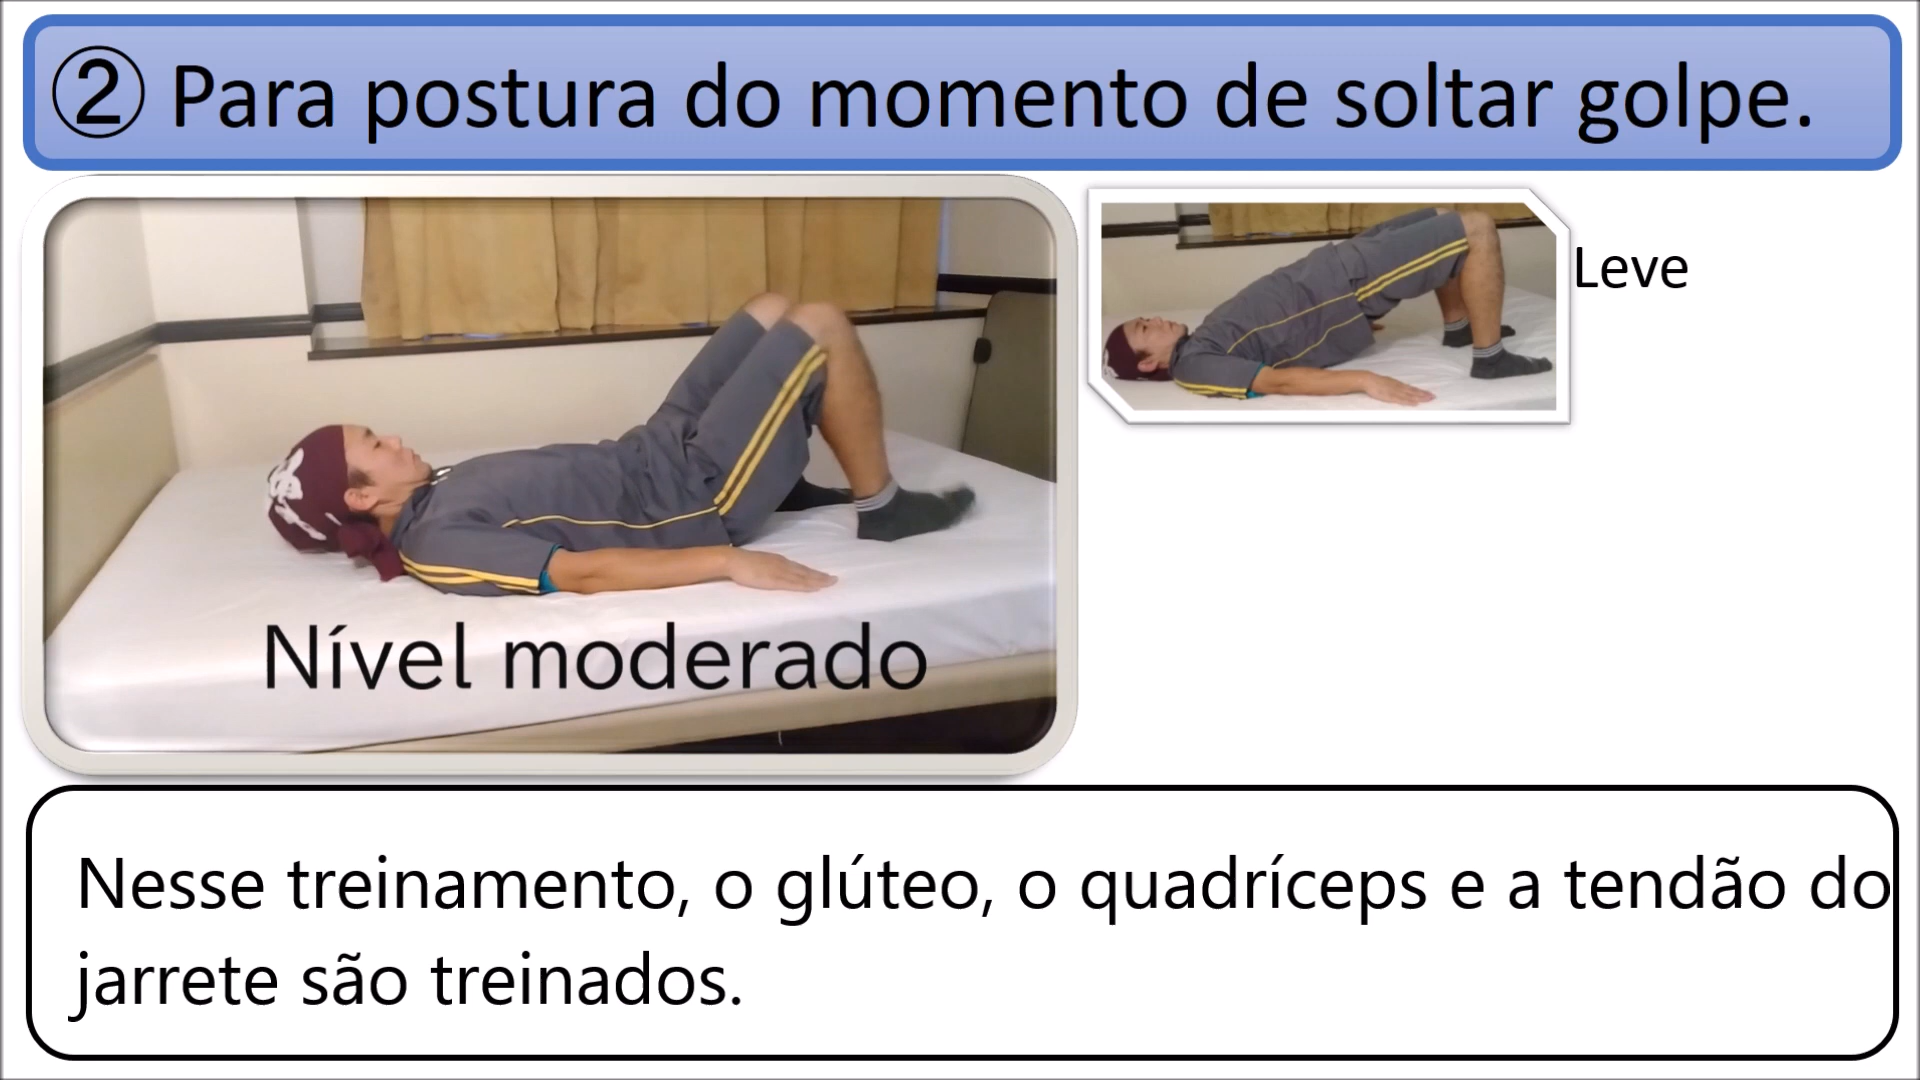 ② Para postura do momento de soltar golpe.
Leve
Nível moderado
Nesse treinamento, o glúteo, o quadríceps e a tendão do
jarrete são treinados.